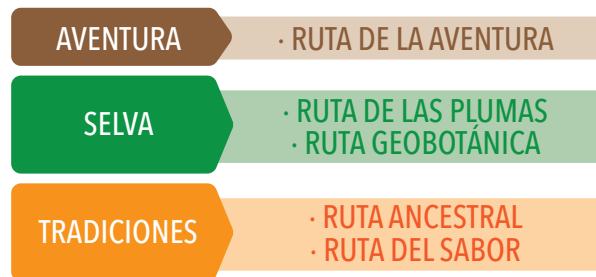 AVENTURA
· RUTA DE LA AVENTURA
SELVA
· RUTA DE LAS PLUMAS
· RUTA GEOBOTÁNICA
TRADICIONES
· RUTA ANCESTRAL
· RUTA DEL SABOR